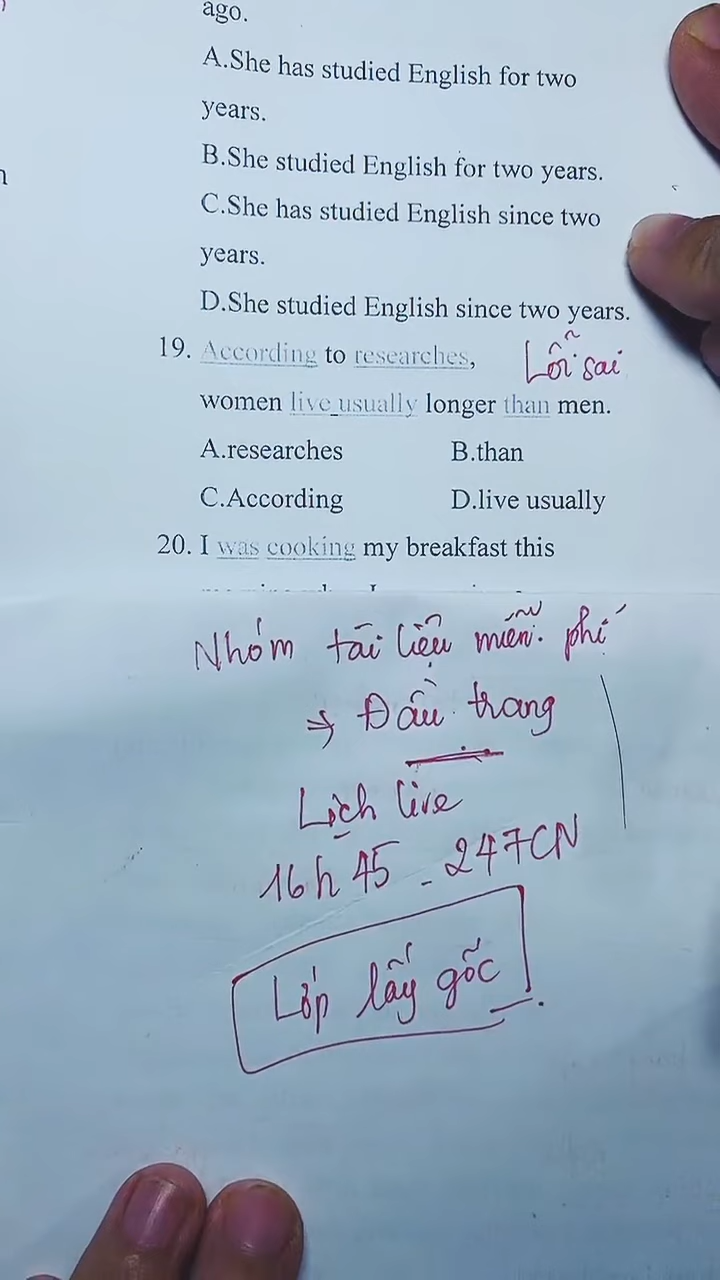 ago.
A.She has studied English for two
years.
B.She studied English for two years.
C.She has studied English since two
years.
D.She studied English since two years.
19. According to researches, Lỗi sai
women live usually longer than men.
A.researches B.than
C.According D.live usually
20. I was cooking my breakfast this
Nhóm tài liệu miễn phí
⇒ Đầu trang
Lịch live
16h45 - 247CN
Lớp lấy gốc